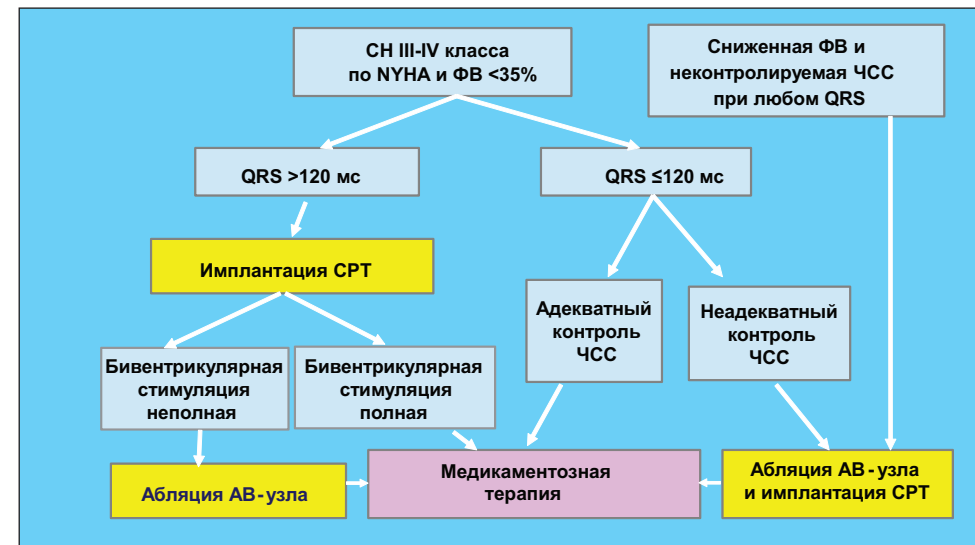 СН III-IV класса
по NYHA и ФВ <35%
Сниженная ФВ и
неконтролируемая ЧСС
при любом QRS
QRS >120 мс
QRS ≤120 мс
Имплантация СРТ
Адекватный
контроль
ЧСС
Неадекватный
контроль
ЧСС
Бивентрикулярная
стимуляция
неполная
Бивентрикулярная
стимуляция
полная
Абляция АВ-узла
Медикаментозная
терапия
Абляция АВ-узла
и имплантация СРТ